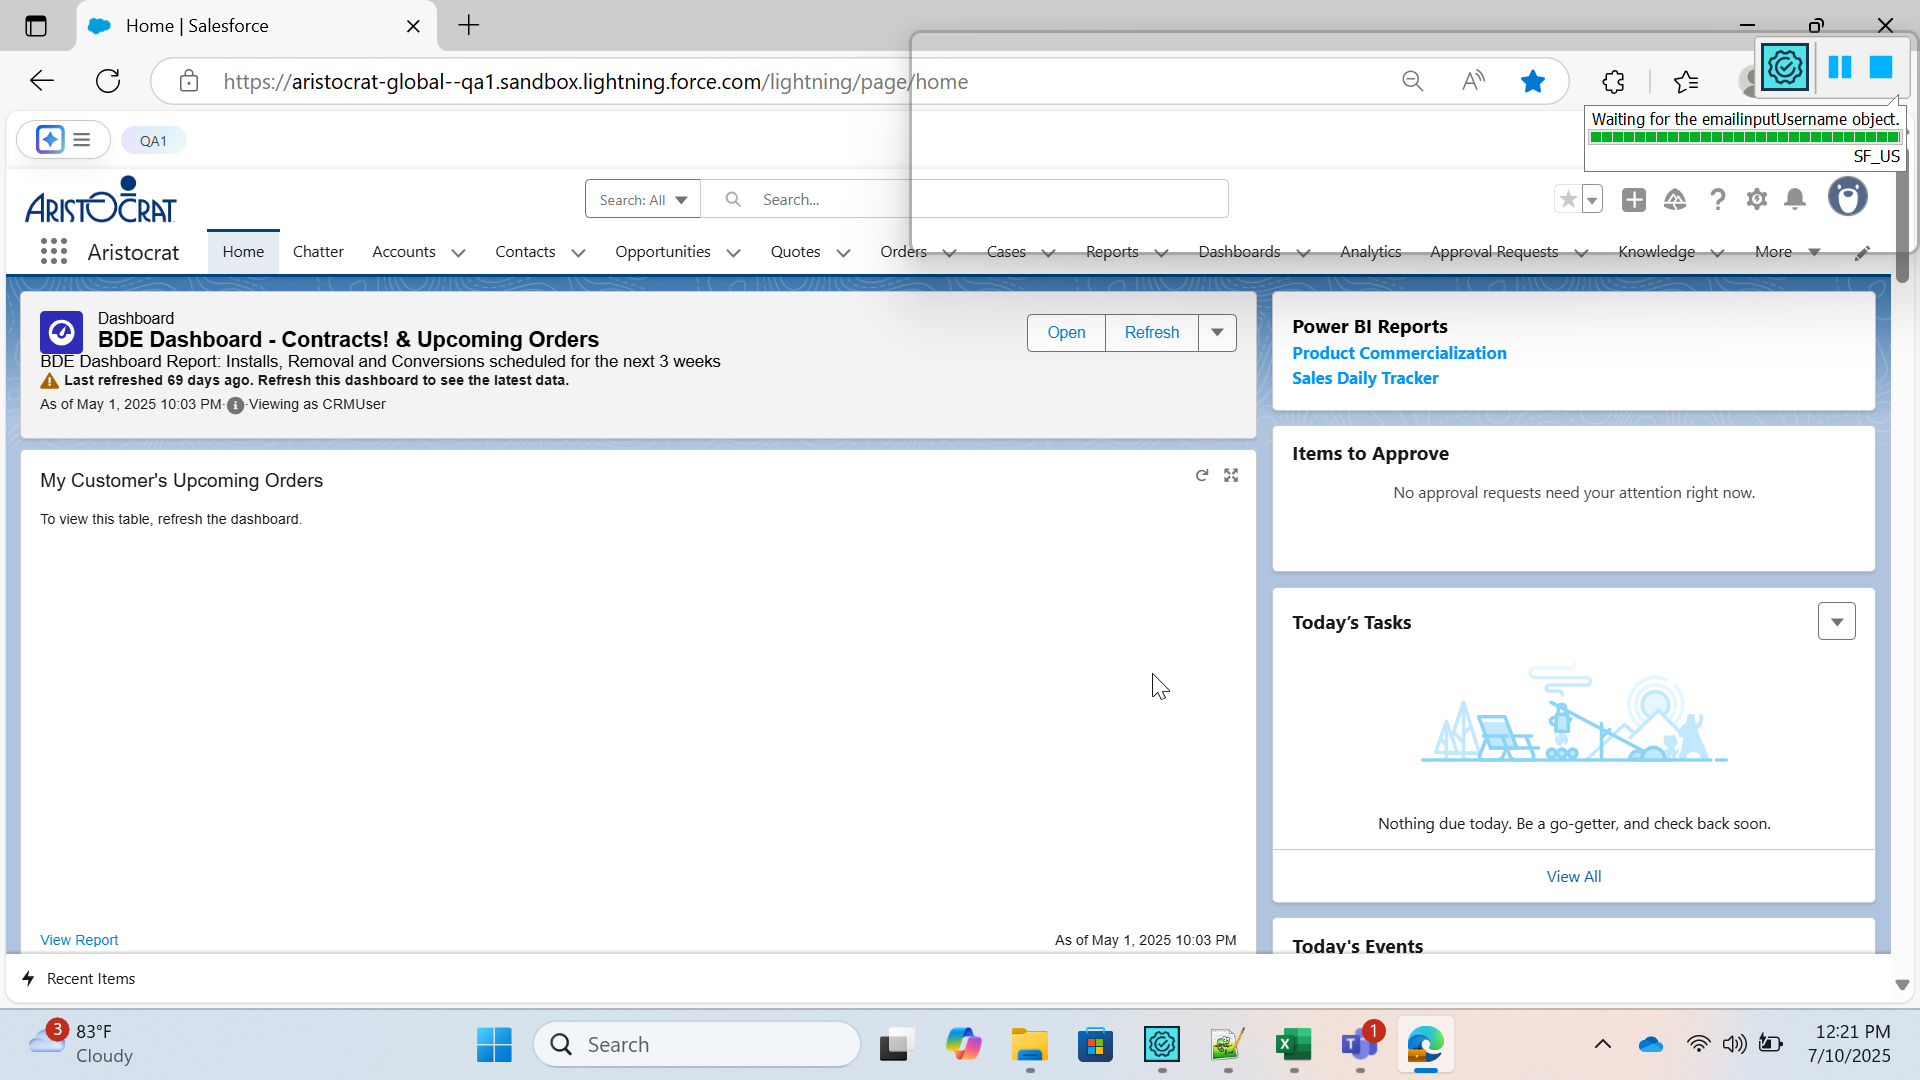 Home | Salesforce
https://aristocrat-global--qa1.sandbox.lightning.force.com/lightning/page/home
Waiting for the emailinputUsername object.
SF_US
QA1
ARISTOCRAT
Search: All
Search...
Aristocrat
Home
Chatter
Accounts
Contacts
Opportunities
Quotes
Orders
Cases
Reports
Dashboards
Analytics
Approval Requests
Knowledge
More
Dashboard
BDE Dashboard - Contracts! & Upcoming Orders
BDE Dashboard Report: Installs, Removal and Conversions scheduled for the next 3 weeks
Last refreshed 69 days ago. Refresh this dashboard to see the latest data.
As of May 1, 2025 10:03 PM·Viewing as CRMUser
Open
Refresh
My Customer's Upcoming Orders
To view this table, refresh the dashboard.
View Report
As of May 1, 2025 10:03 PM
Power BI Reports
Product Commercialization
Sales Daily Tracker
Items to Approve
No approval requests need your attention right now.
Today’s Tasks
Nothing due today. Be a go-getter, and check back soon.
View All
Today's Events
Recent Items
3
83°F
Cloudy
Search
1
12:21 PM
7/10/2025